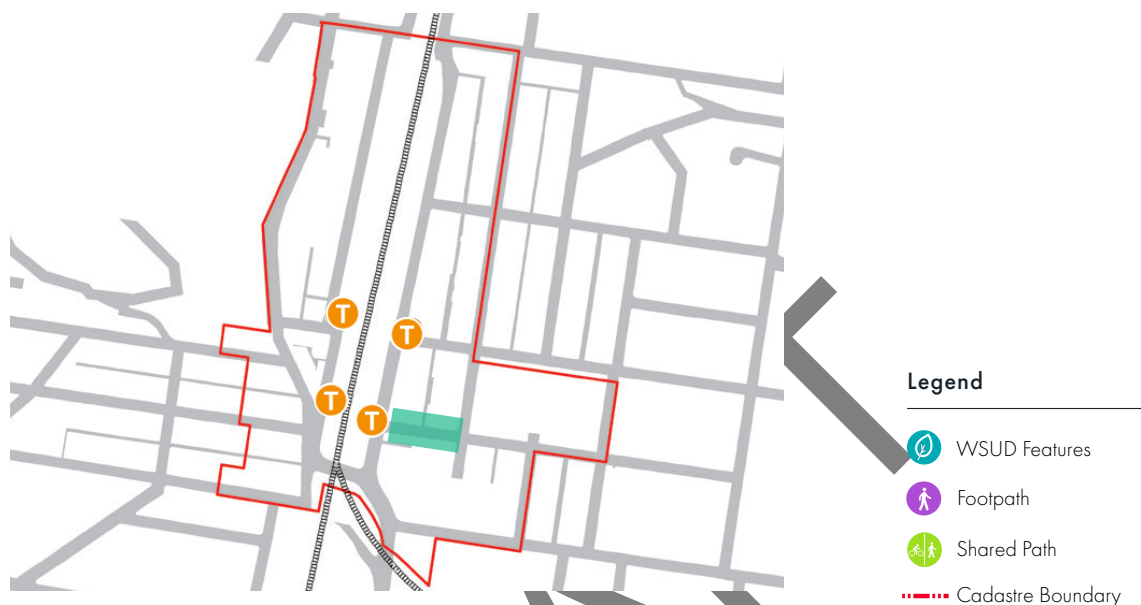 T
T
T
T
Legend
WSUD Features
Footpath
Shared Path
Cadastre Boundary